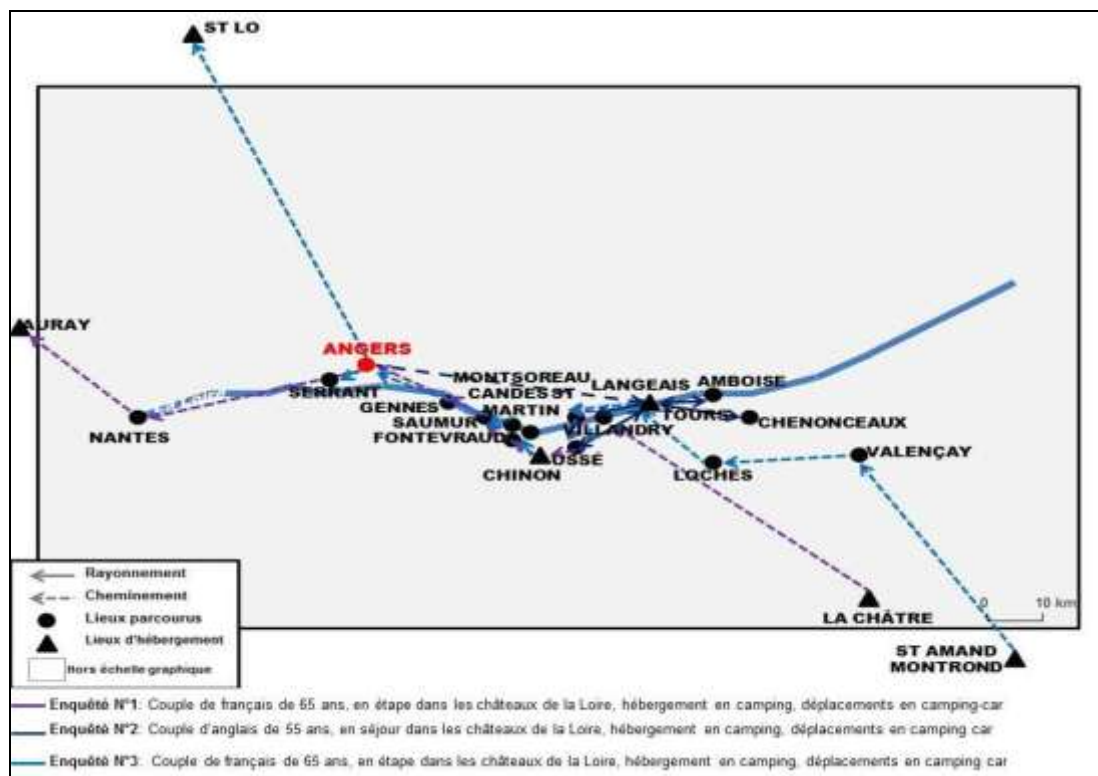 ST LO
AURAY
ANGERS
MONTSOREAU
LANGEAIS
AMBOISE
SERRANT
CANDES ST
GENNES
MARTIN
TOURS
NANTES
SAUMUR
VILLANDRY
CHENONCEAUX
FONTEVRAUD
USSÉ
VALENÇAY
CHINON
LOCHES
Rayonnement
Cheminement
Lieux parcourus
Lieux d'hébergement
Hors échelle graphique
0 10 km
LA CHÂTRE
ST AMAND
MONTROND
Enquêté N°1: Couple de français de 65 ans, en étape dans les châteaux de la Loire, hébergement en camping, déplacements en camping-car
Enquêté N°2: Couple d'anglais de 55 ans, en séjour dans les châteaux de la Loire, hébergement en camping, déplacements en camping car
Enquêté N°3: Couple de français de 65 ans, en étape dans les châteaux de la Loire, hébergement en camping, déplacements en camping car